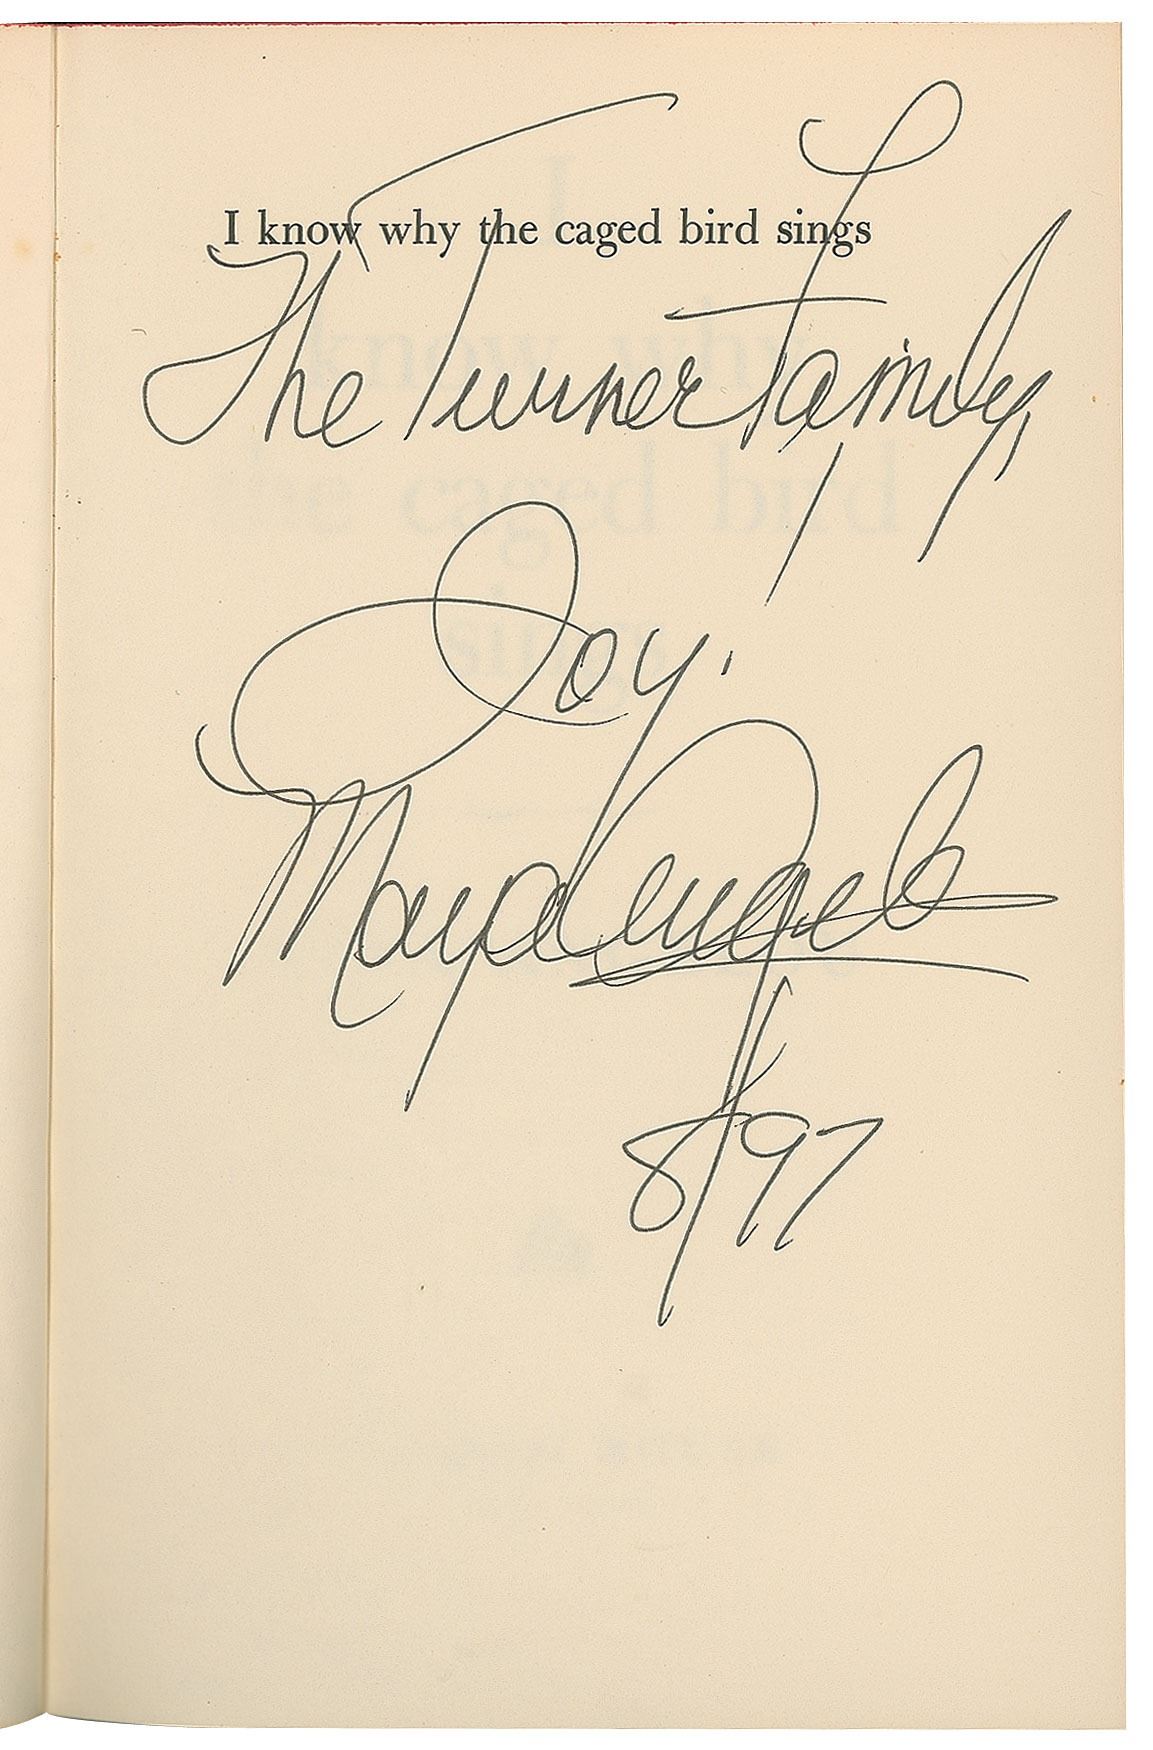 I know why the caged bird sings
The Turner Family,
Joy!
Maya Angelou
8/97